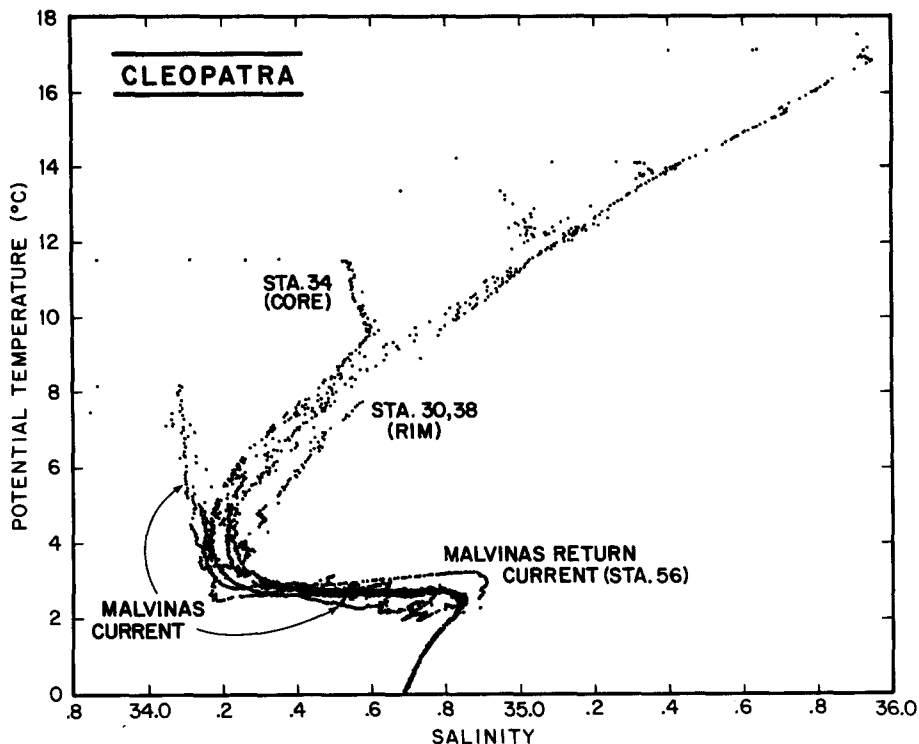 18
16
14
12
10
8
6
4
2
0
POTENTIAL TEMPERATURE (°C)
CLEOPATRA
STA. 34
(CORE)
STA. 30,38
(RIM)
MALVINAS RETURN
CURRENT (STA. 56)
MALVINAS
CURRENT
.8 34.0 .2 .4 .6 .8 35.0 .2 .4 .6 .8 36.0
SALINITY